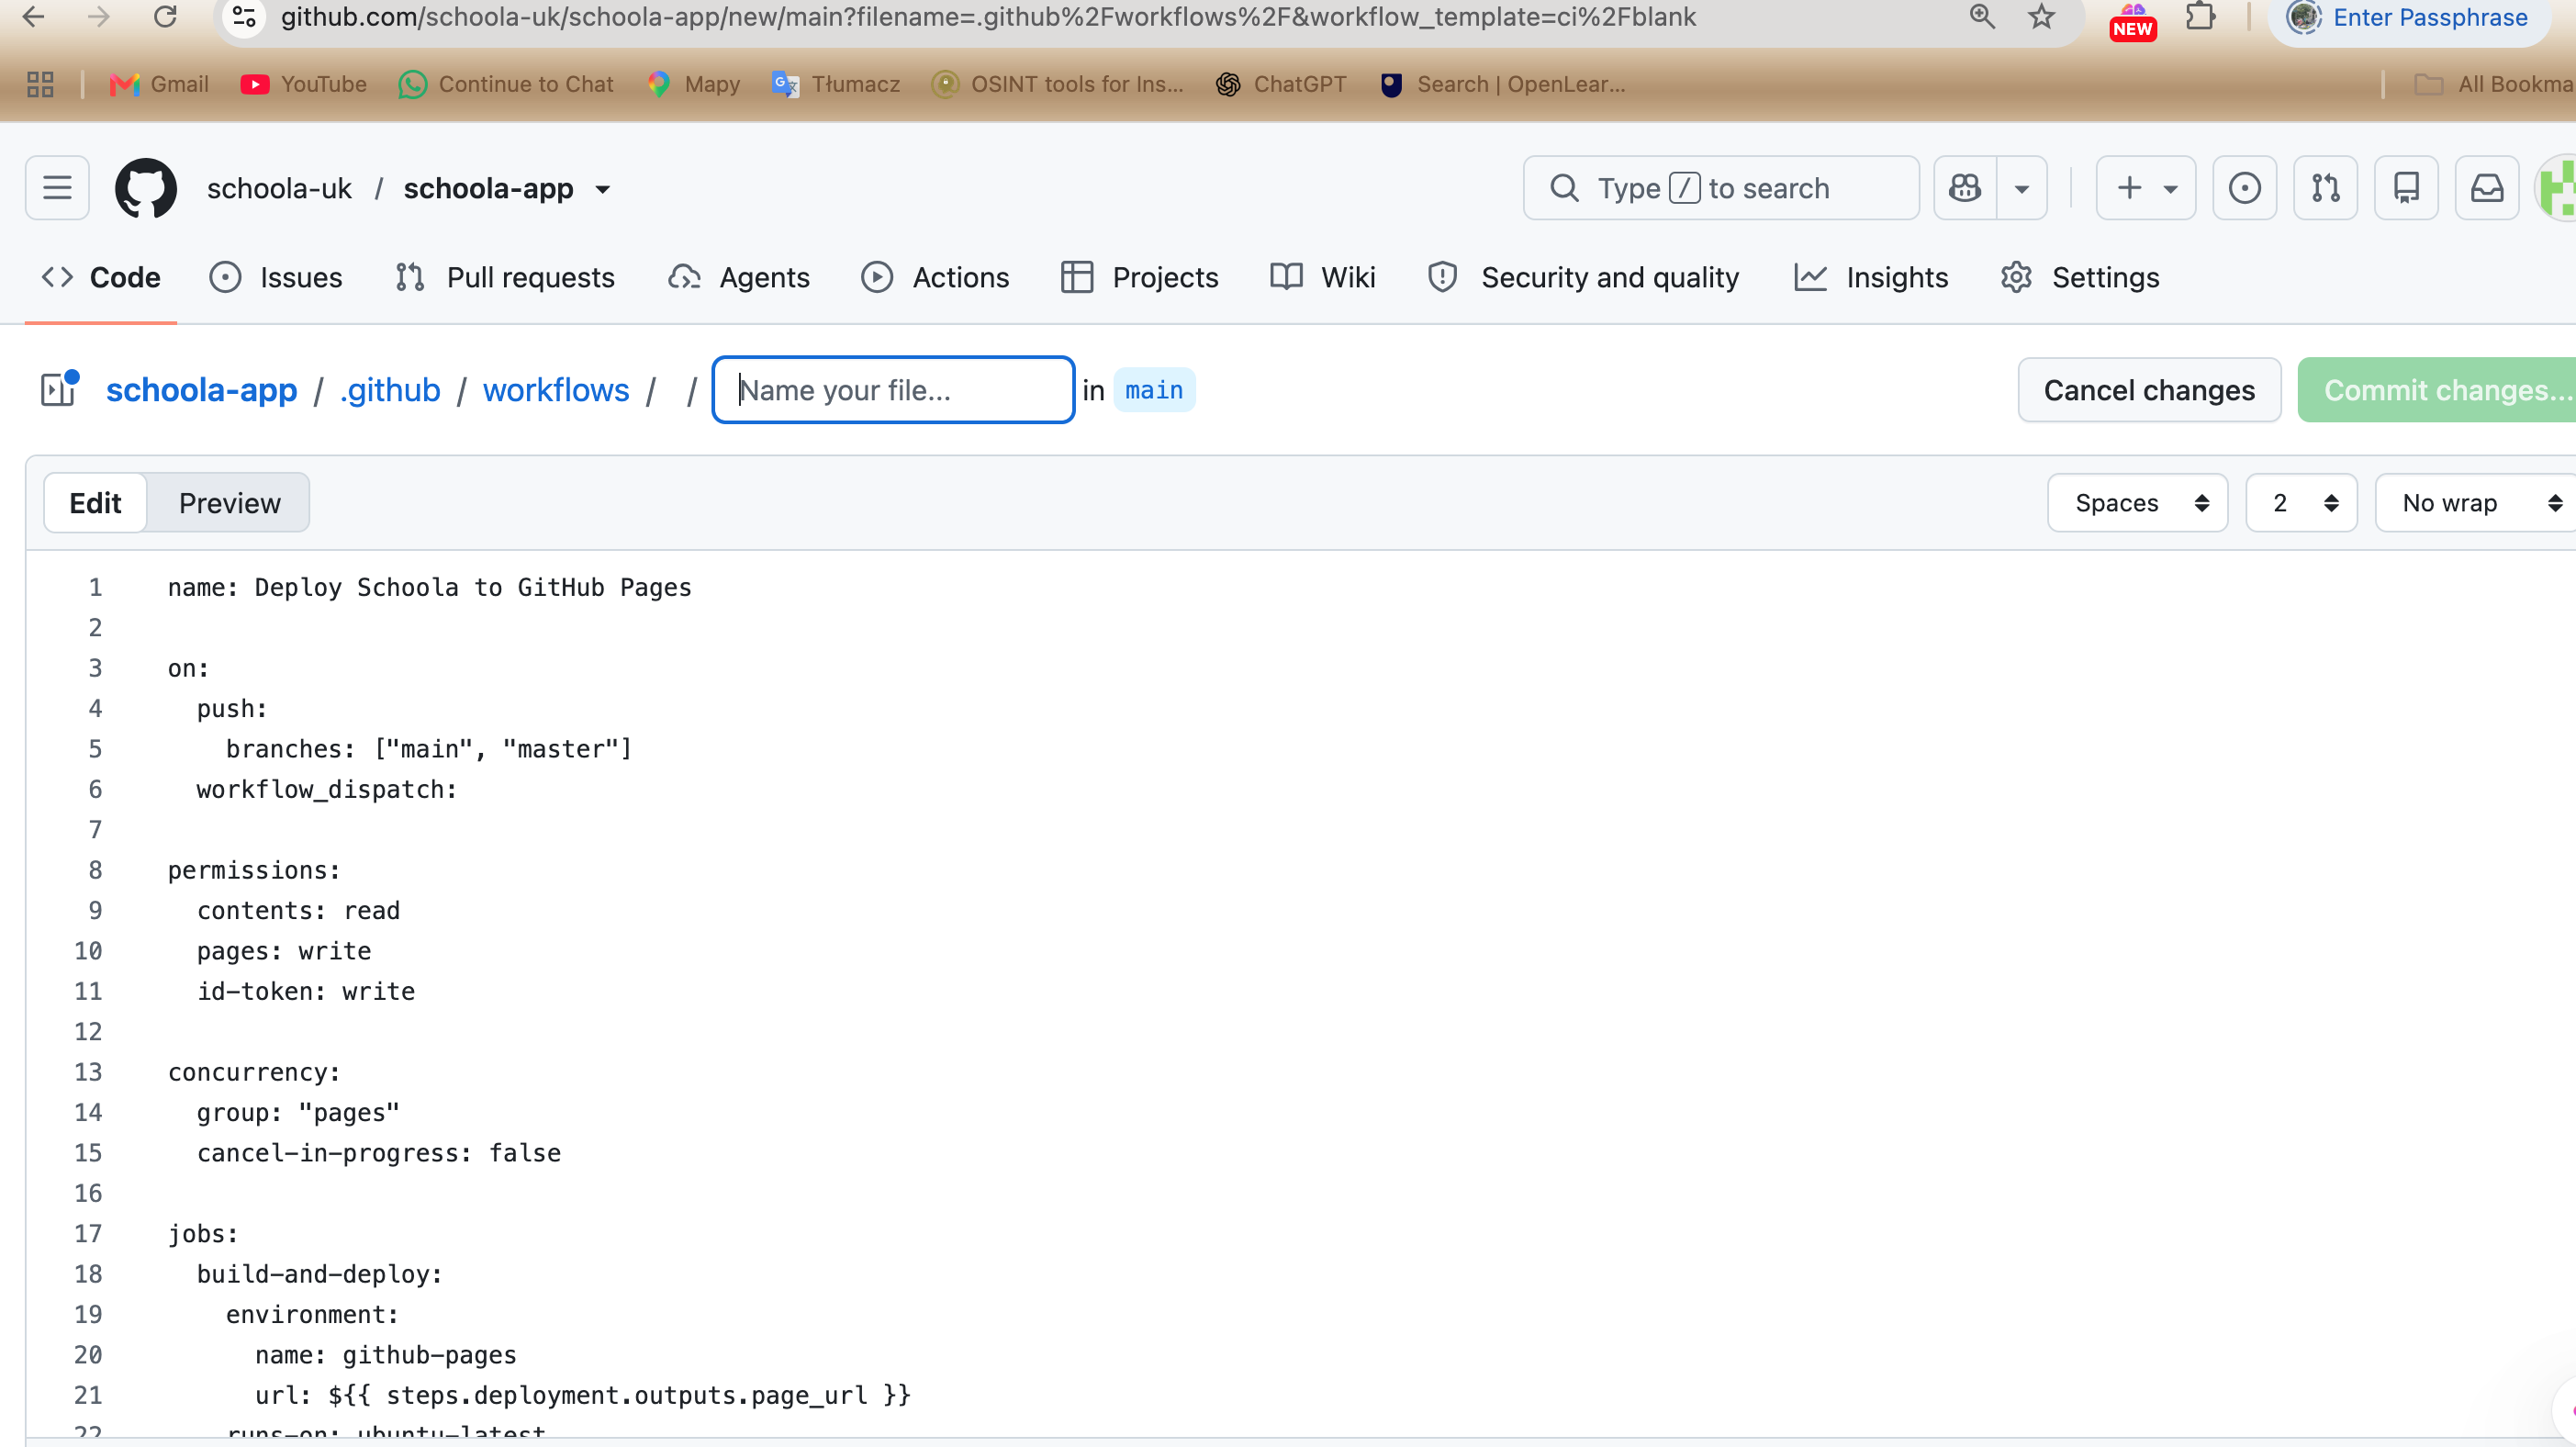 github.com/schoola-uk/schoola-app/new/main?filename=.github%2Fworkflows%2F&workflow_template=ci%2Fblank
NEW
Enter Passphrase
Gmail
YouTube
Continue to Chat
Mapy
Tłumacz
OSINT tools for Ins...
ChatGPT
Search | OpenLear...
All Bookma
schoola-uk / schoola-app
Type / to search
Code
Issues
Pull requests
Agents
Actions
Projects
Wiki
Security and quality
Insights
Settings
schoola-app / .github / workflows / / Name your file... in main
Cancel changes
Commit changes...
Edit
Preview
Spaces
2
No wrap
1 name: Deploy Schoola to GitHub Pages
2
3 on:
4 push:
5 branches: ["main", "master"]
6 workflow_dispatch:
7
8 permissions:
9 contents: read
10 pages: write
11 id-token: write
12
13 concurrency:
14 group: "pages"
15 cancel-in-progress: false
16
17 jobs:
18 build-and-deploy:
19 environment:
20 name: github-pages
21 url: ${{ steps.deployment.outputs.page_url }}
22 runs-on: ubuntu-latest